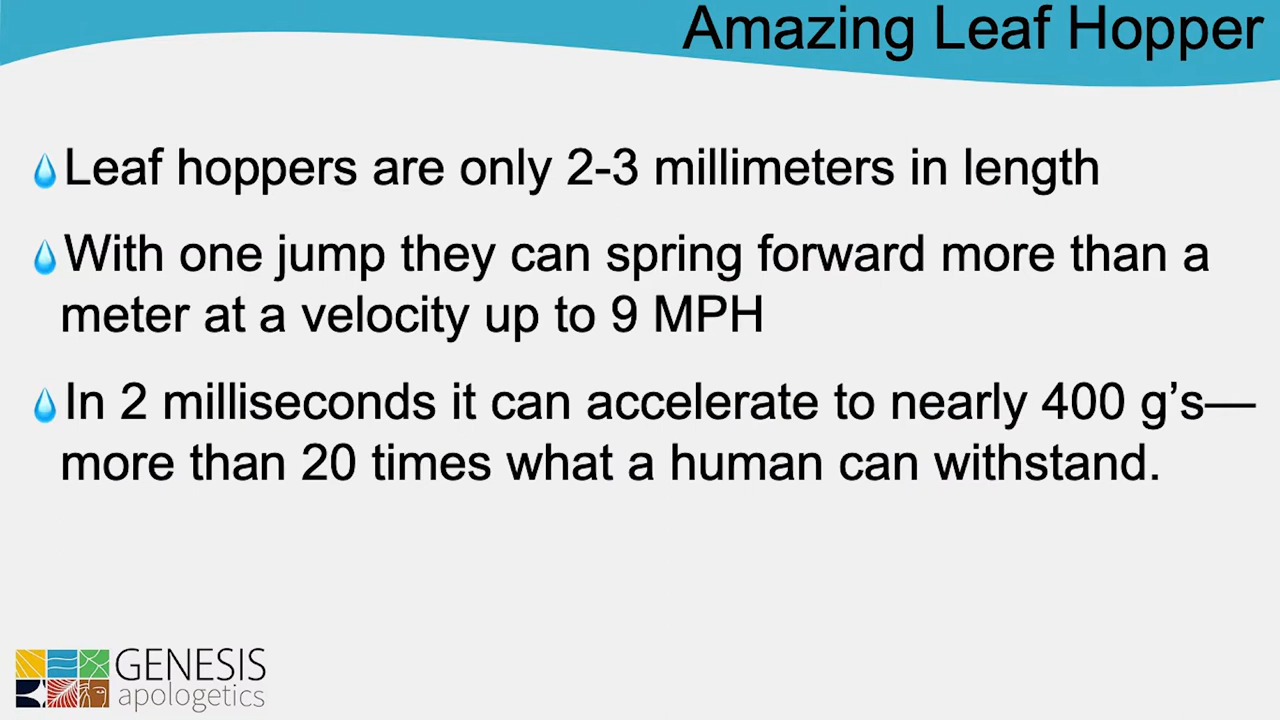 Amazing Leaf Hopper
Leaf hoppers are only 2-3 millimeters in length
With one jump they can spring forward more than a
meter at a velocity up to 9 MPH
In 2 milliseconds it can accelerate to nearly 400 g’s—
more than 20 times what a human can withstand.
GENESIS
apologetics